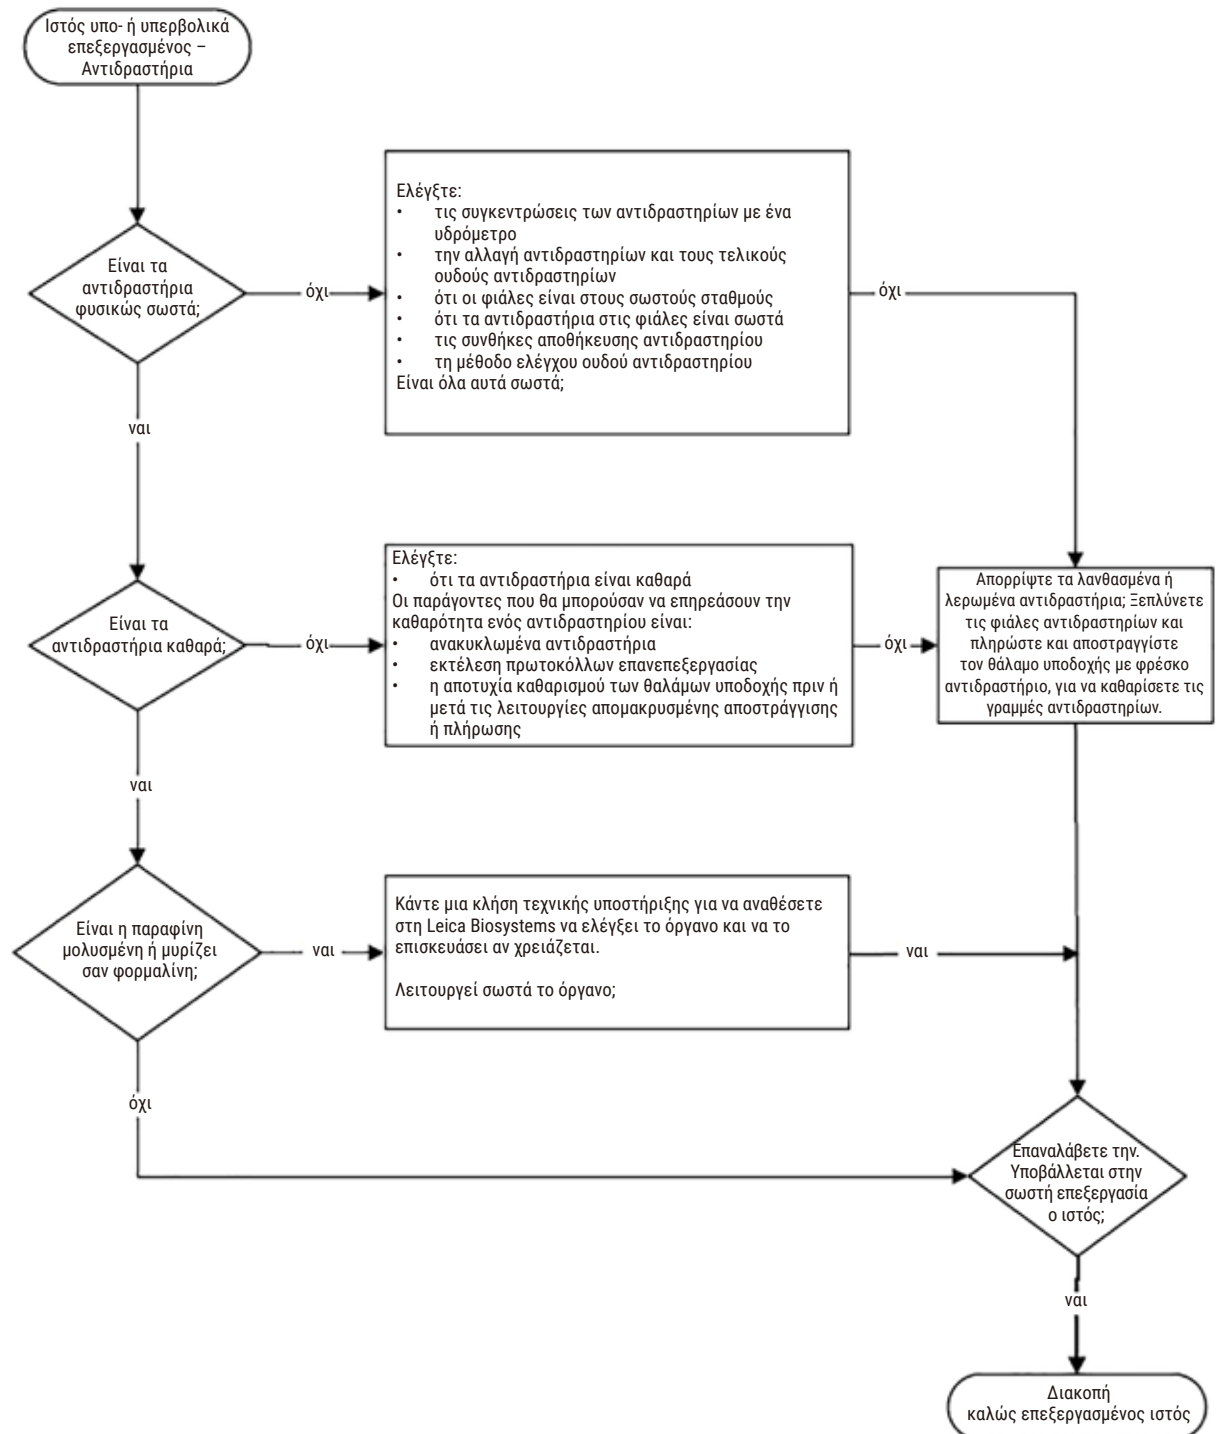 Ιστός υπο- ή υπερβολικά
επεξεργασμένος –
Αντιδραστήρια
Είναι τα
αντιδραστήρια
φυσικώς σωστά;
όχι
Ελέγξτε:
• τις συγκεντρώσεις των αντιδραστηρίων με ένα
υδρόμετρο
• την αλλαγή αντιδραστηρίων και τους τελικούς
ουδούς αντιδραστηρίων
• ότι οι φιάλες είναι στους σωστούς σταθμούς
• ότι τα αντιδραστήρια στις φιάλες είναι σωστά
• τις συνθήκες αποθήκευσης αντιδραστηρίου
• τη μέθοδο ελέγχου ουδού αντιδραστηρίου
Είναι όλα αυτά σωστά;
όχι
ναι
Είναι τα
αντιδραστήρια καθαρά;
όχι
Ελέγξτε:
• ότι τα αντιδραστήρια είναι καθαρά
Οι παράγοντες που θα μπορούσαν να επηρεάσουν την
καθαρότητα ενός αντιδραστηρίου είναι:
• ανακυκλωμένα αντιδραστήρια
• εκτέλεση πρωτοκόλλων επανεπεξεργασίας
• η αποτυχία καθαρισμού των θαλάμων υποδοχής πριν ή
μετά τις λειτουργίες απομακρυσμένης αποστράγγισης
ή πλήρωσης
όχι
Απορρίψτε τα λανθασμένα ή
λερωμένα αντιδραστήρια; Ξεπλύνετε
τις φιάλες αντιδραστηρίων και
πληρώστε και αποστραγγίστε
τον θάλαμο υποδοχής με φρέσκο
αντιδραστήριο, για να καθαρίσετε τις
γραμμές αντιδραστηρίων.
ναι
Είναι η παραφίνη
μολυσμένη ή μυρίζει
σαν φορμαλίνη;
ναι
Κάντε μια κλήση τεχνικής υποστήριξης για να αναθέσετε
στη Leica Biosystems να ελέγξει το όργανο και να το
επισκευάσει αν χρειάζεται.
Λειτουργεί σωστά το όργανο;
ναι
όχι
Επαναλάβετε την.
Υποβάλλεται στην
σωστή επεξεργασία
ο ιστός;
ναι
Διακοπή
καλώς επεξεργασμένος ιστός